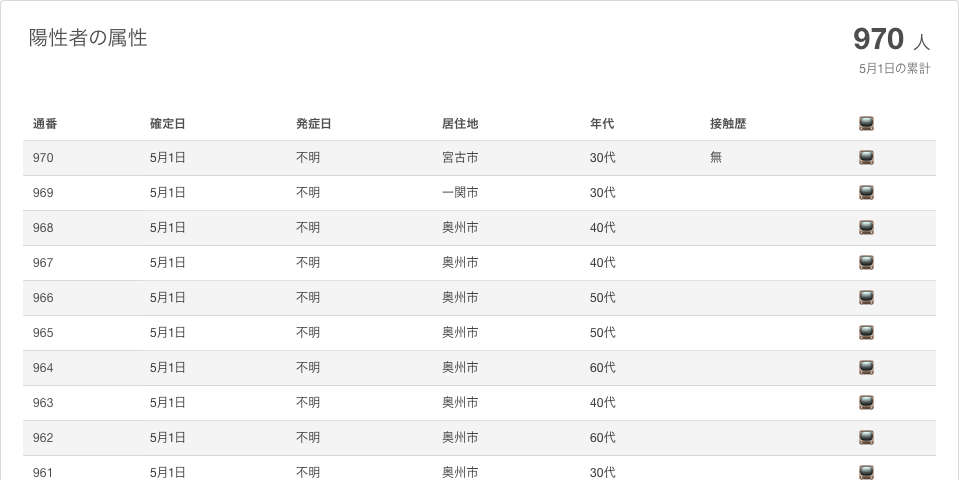 陽性者の属性
970 人
5月1日の累計
通番 確定日 発症日 居住地 年代 接触歴 📺
970 5月1日 不明 宮古市 30代 無 📺
969 5月1日 不明 一関市 30代 📺
968 5月1日 不明 奥州市 40代 📺
967 5月1日 不明 奥州市 40代 📺
966 5月1日 不明 奥州市 50代 📺
965 5月1日 不明 奥州市 50代 📺
964 5月1日 不明 奥州市 60代 📺
963 5月1日 不明 奥州市 40代 📺
962 5月1日 不明 奥州市 60代 📺
961 5月1日 不明 奥州市 30代 📺